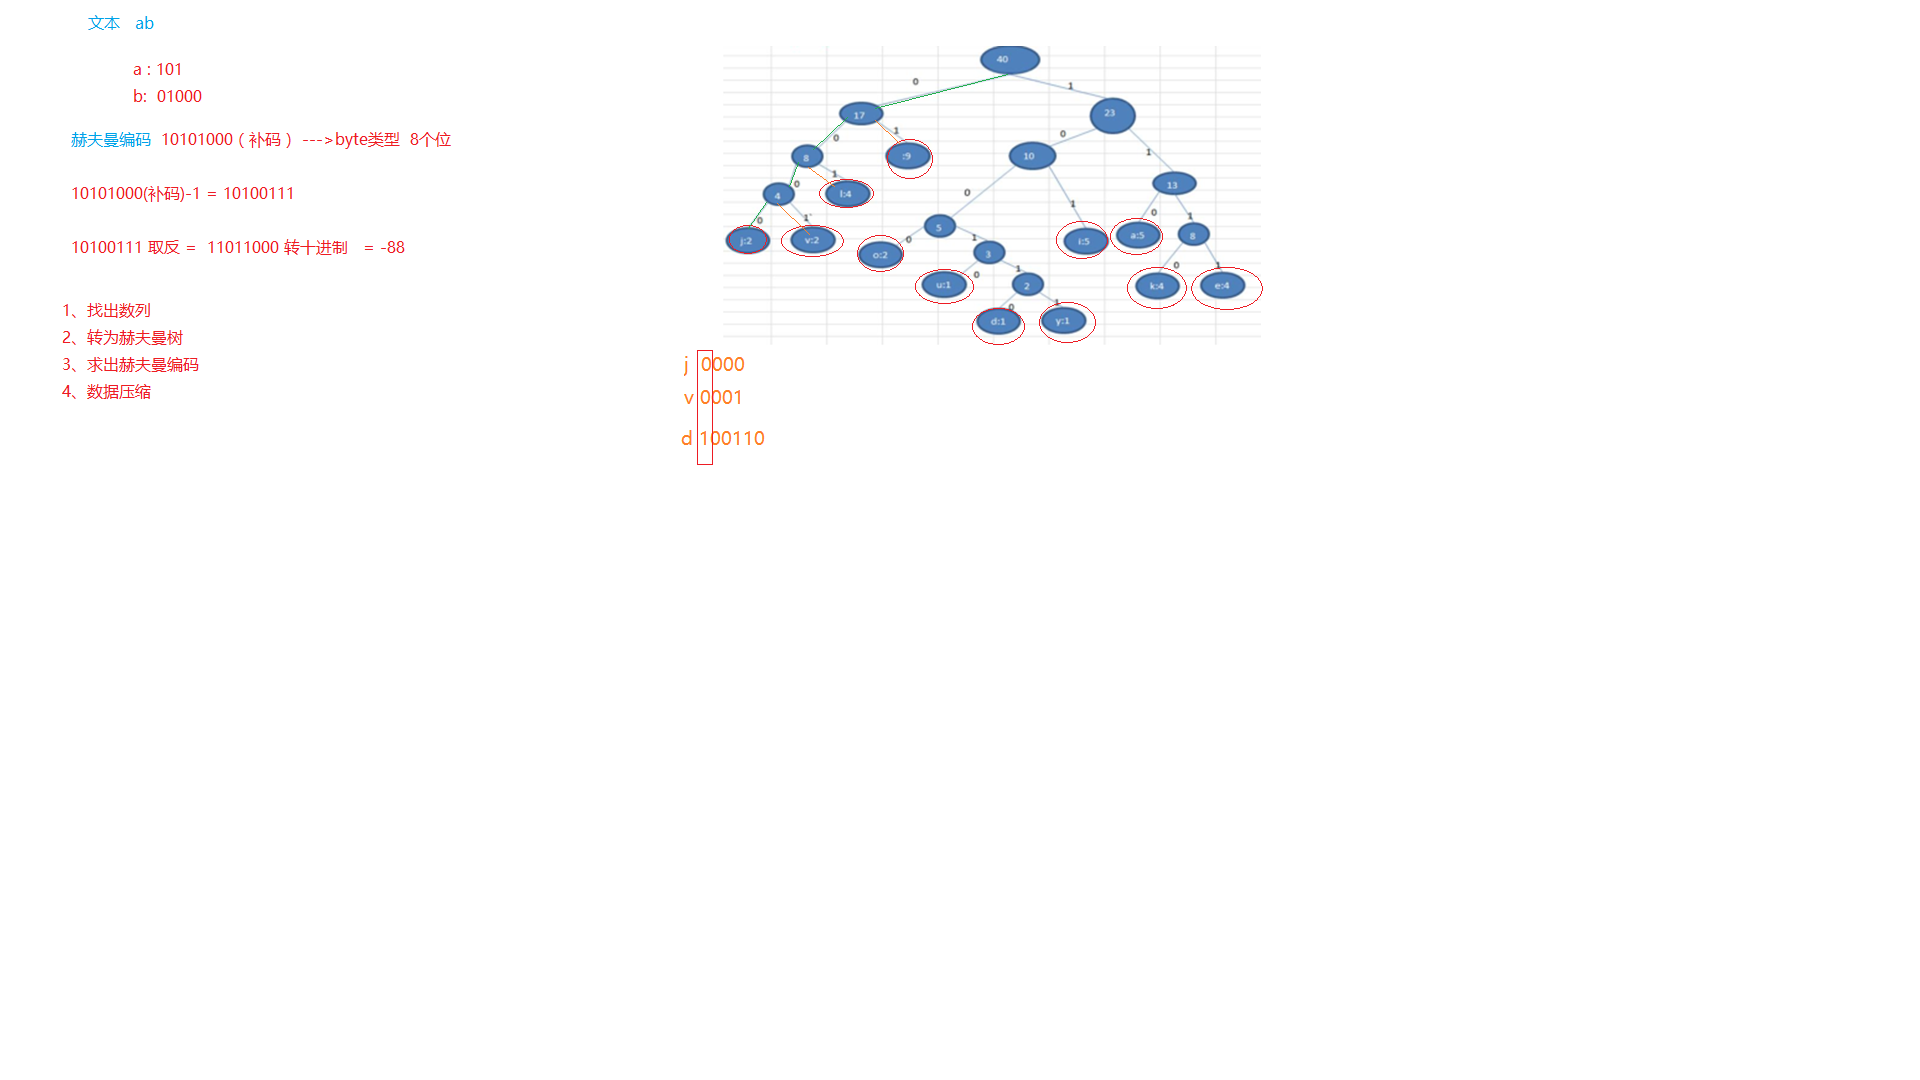 文本 ab
a : 101
b: 01000
赫夫曼编码 10101000 ( 补码 ) --->byte类型 8个位
10101000(补码)-1 = 10100111
10100111 取反 = 11011000 转十进制 = -88
1、找出数列
2、转为赫夫曼树
3、求出赫夫曼编码
4、数据压缩
40
0
1
17
23
0
1
0
1
8
:9
10
13
0
1
0
1
0
1
4
l:4
5
i:5
a:5
8
0
1`
0
1
0
1
j:2
v:2
o:2
3
k:4
e:4
0
1
u:1
2
0
1
d:1
y:1
j 0000
v 0001
d 100110